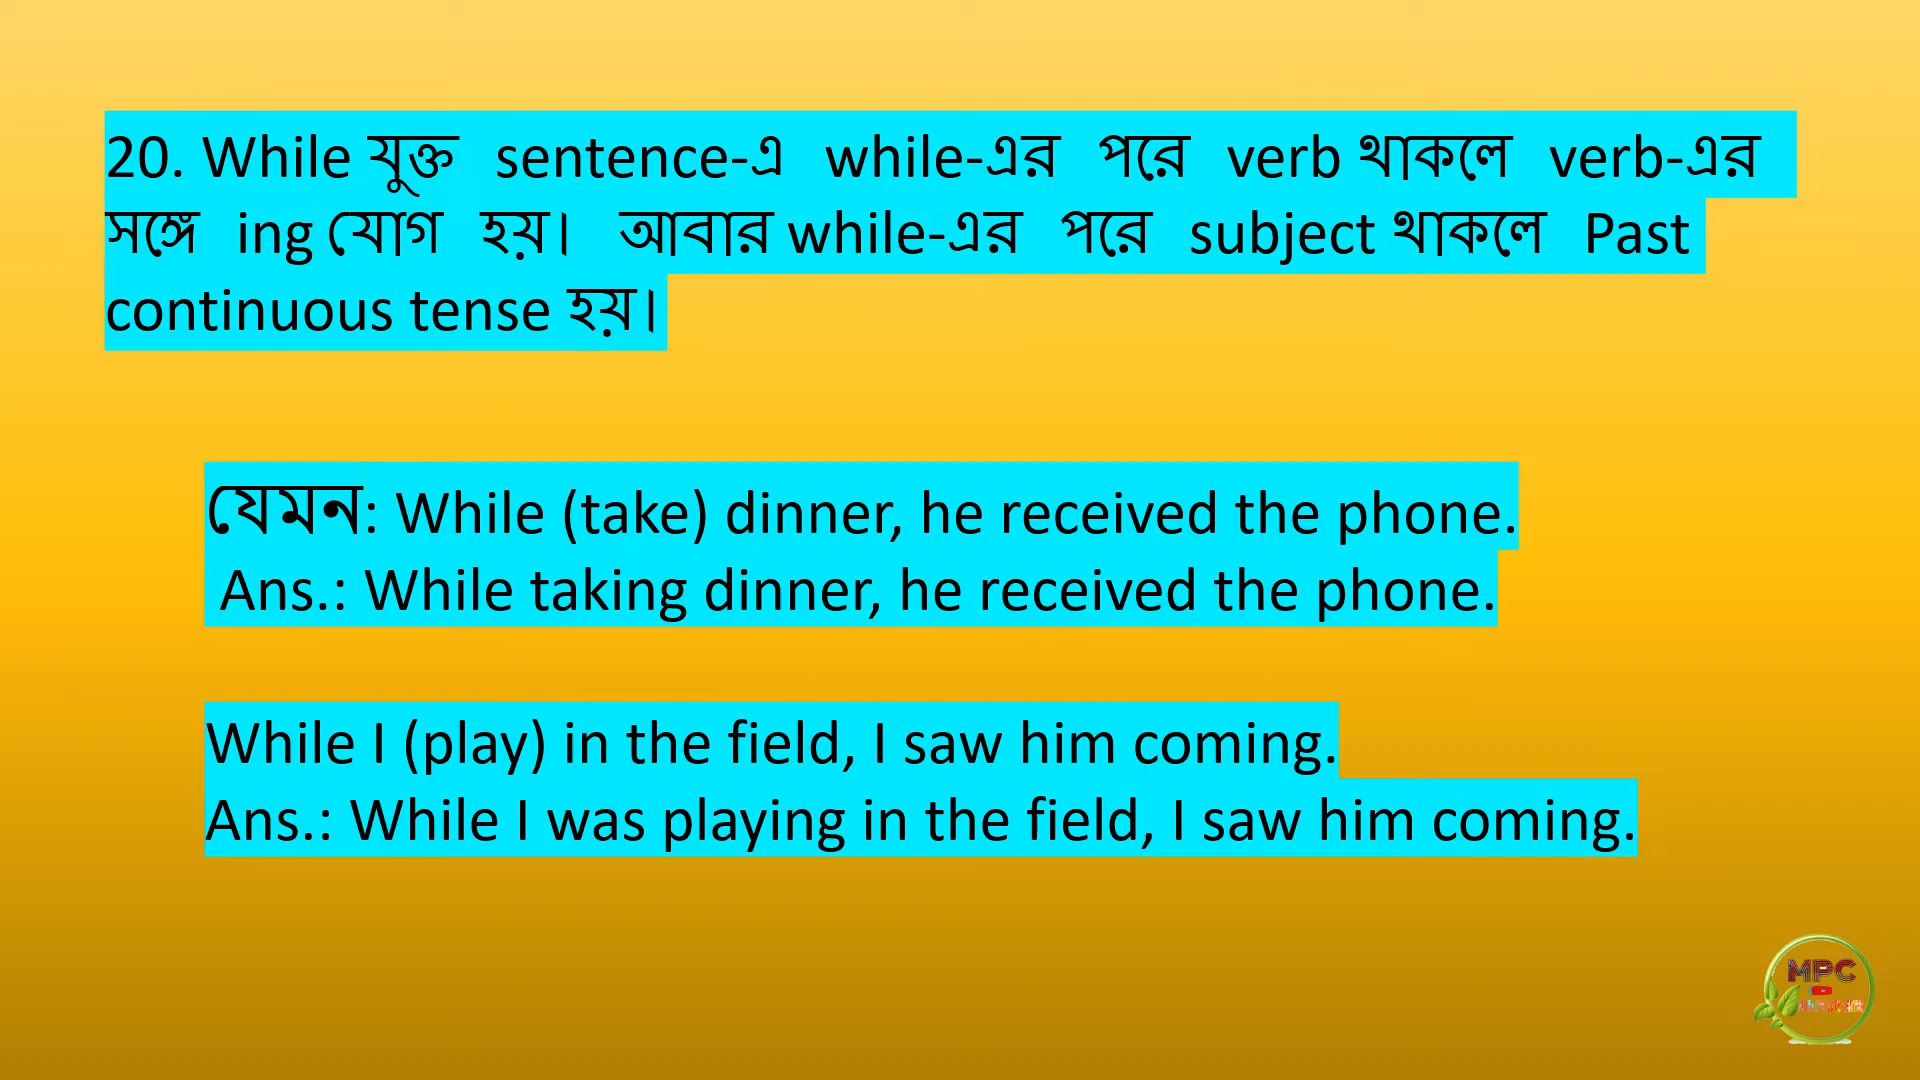 20. While যুক্ত sentence-এ while-এর পরে verb থাকলে verb-এর
সঙ্গে ing যোগ হয়। আবার while-এর পরে subject থাকলে Past
continuous tense হয়।
যেমন: While (take) dinner, he received the phone.
Ans.: While taking dinner, he received the phone.
While I (play) in the field, I saw him coming.
Ans.: While I was playing in the field, I saw him coming.
MPC